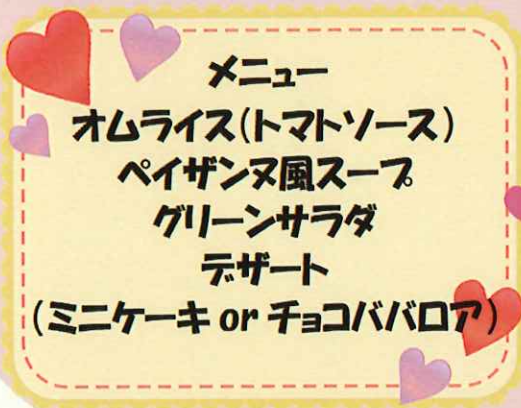 メニュー
オムライス(トマトソース)
ペイザンヌ風スープ
グリーンサラダ
デザート
(ミニケーキ or チョコババロア)